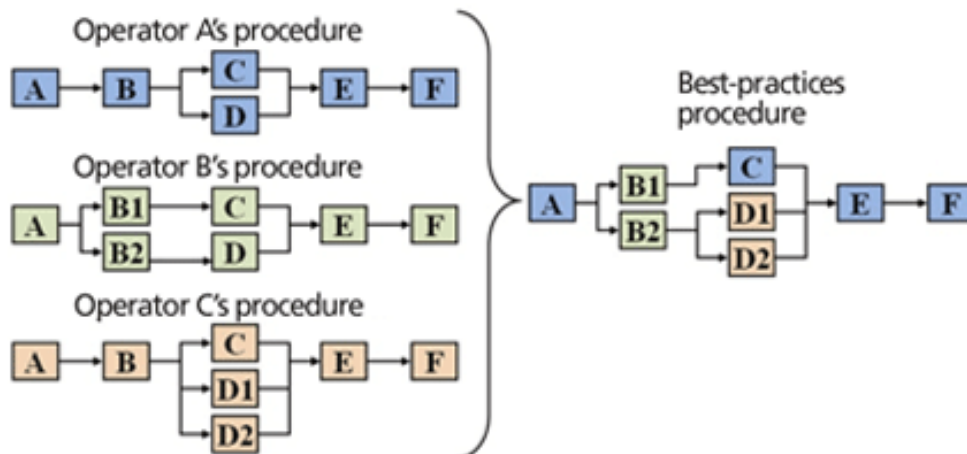 Operator A's procedure
A B C D E F
Operator B's procedure
A B1 B2 C D E F
Operator C's procedure
A B C D1 D2 E F
Best-practices
procedure
A B1 B2 C D1 D2 E F